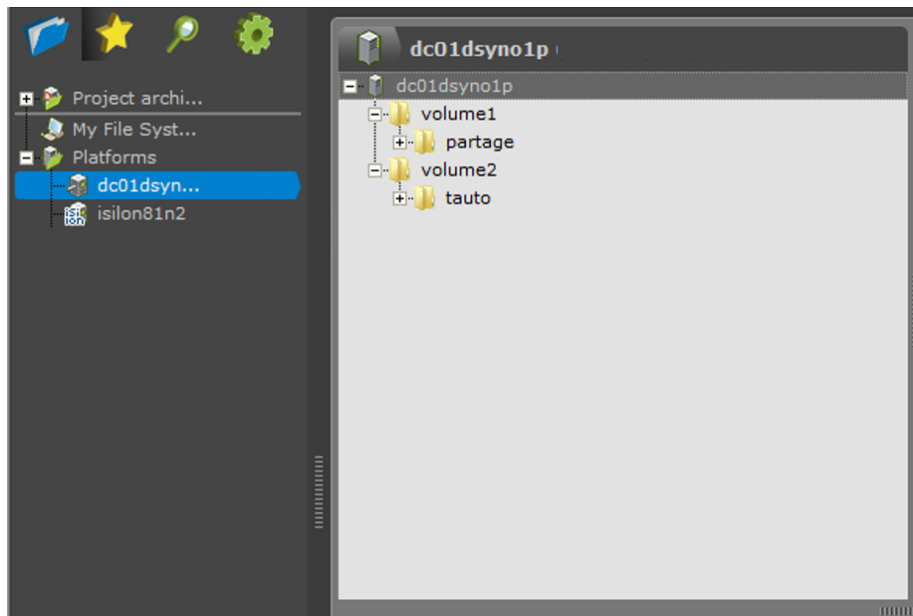 Project archi...
My File Syst...
Platforms
dc01dsyn...
isilon81n2
dc01dsyno1p
dc01dsyno1p
volume1
partage
volume2
tauto